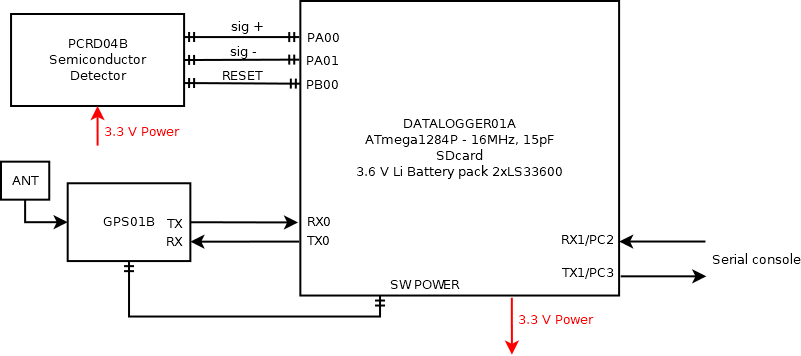 PCRD04B
Semiconductor
Detector
sig +
sig -
RESET
PA00
PA01
PB00
3.3 V Power
DATALOGGER01A
ATmega1284P - 16MHz, 15pF
SDcard
3.6 V Li Battery pack 2xLS33600
ANT
GPS01B
TX
RX
RX0
TX0
RX1/PC2
TX1/PC3
Serial console
SW POWER
3.3 V Power